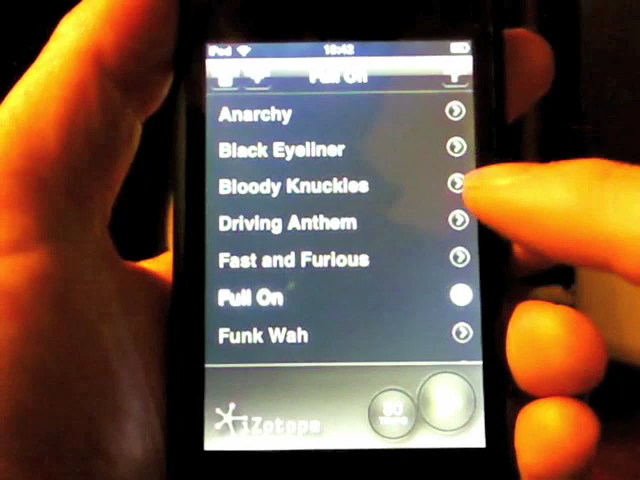 iPod 18:42
Full On
Anarchy
Black Eyeliner
Bloody Knuckles
Driving Anthem
Fast and Furious
Full On
Funk Wah
iZotope